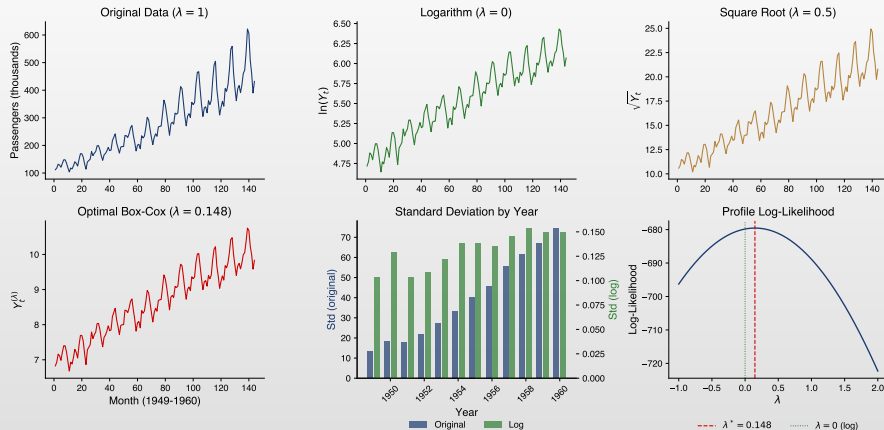 Original Data (λ = 1)
Passengers (thousands)
600
500
400
300
200
100
0 20 40 60 80 100 120 140
Logarithm (λ = 0)
ln(Yₜ)
6.50
6.25
6.00
5.75
5.50
5.25
5.00
4.75
0 20 40 60 80 100 120 140
Square Root (λ = 0.5)
√Yₜ
25.0
22.5
20.0
17.5
15.0
12.5
10.0
0 20 40 60 80 100 120 140
Optimal Box-Cox (λ = 0.148)
Yₜ^(λ)
10
9
8
7
0 20 40 60 80 100 120 140
Month (1949-1960)
Standard Deviation by Year
Std (original)
70
60
50
40
30
20
10
0
Std (log)
0.150
0.125
0.100
0.075
0.050
0.025
0.000
1950 1952 1954 1956 1958 1960
Year
Original Log
Profile Log-Likelihood
Log-Likelihood
−680
−690
−700
−710
−720
−1.0 −0.5 0.0 0.5 1.0 1.5 2.0
λ
λ* = 0.148 λ = 0 (log)